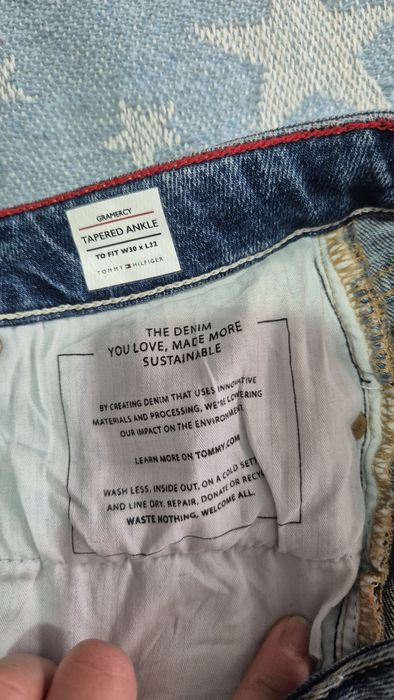 GRAMERCY
TAPERED ANKLE
TO FIT W30 x L32
TOMMY HILFIGER
THE DENIM
YOU LOVE, MADE MORE
SUSTAINABLE
BY CREATING DENIM THAT USES INNOVATIVE
MATERIALS AND PROCESSING, WE'RE LOWERING
OUR IMPACT ON THE ENVIRONMENT
LEARN MORE ON TOMMY.COM
WASH LESS, INSIDE OUT, ON A COLD SETT
AND LINE DRY. REPAIR, DONATE OR RECYC
WASTE NOTHING, WELCOME ALL.